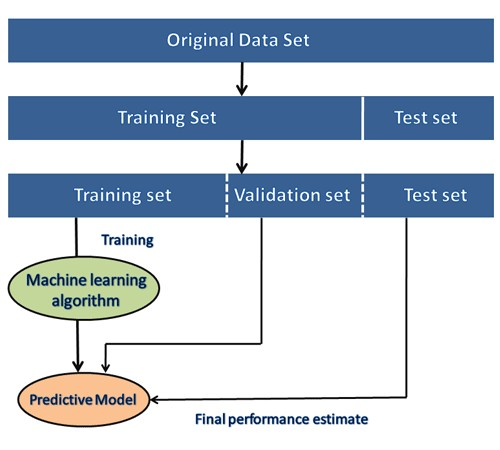 Original Data Set
Training Set Test set
Training set Validation set Test set
Training
Machine learning
algorithm
Predictive Model
Final performance estimate